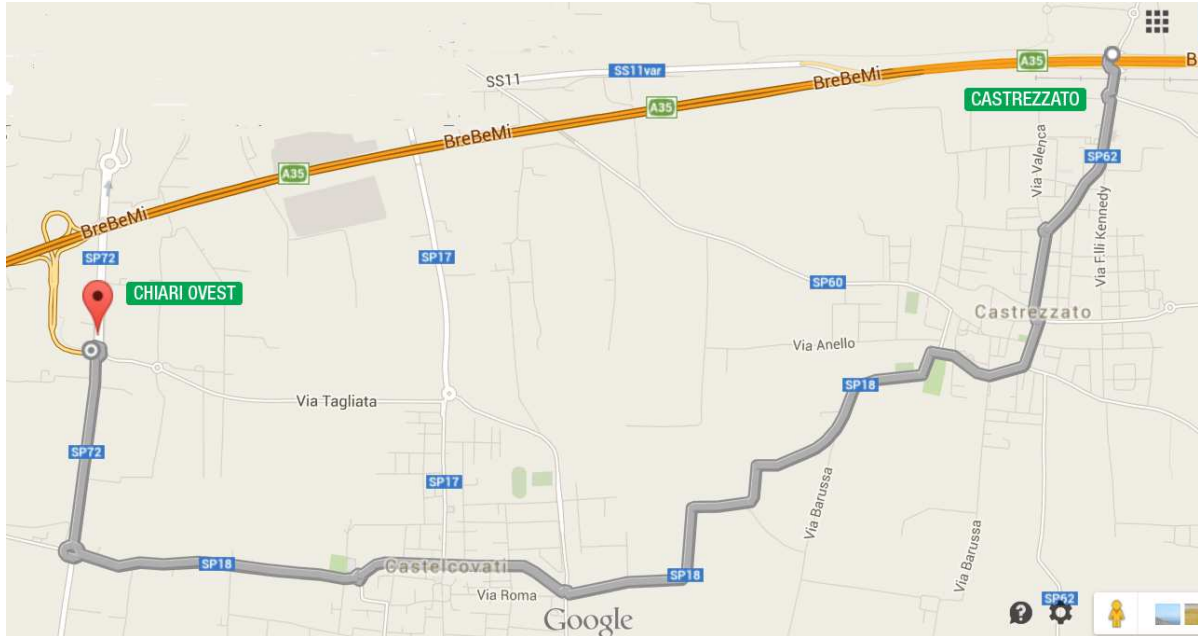 SS11
SS11var
BreBeMi
A35
B
CASTREZZATO
A35
BreBeMi
A35
BreBeMi
SP62
Via Valenca
BreBeMi
SP72
SP17
SP60
Via F.lli Kennedy
CHIARI OVEST
Castrezzato
Via Anello
SP18
Via Tagliata
SP72
SP17
Via Barussa
SP18
Castelcovati
SP18
Via Barussa
Via Roma
SP62
Google
?